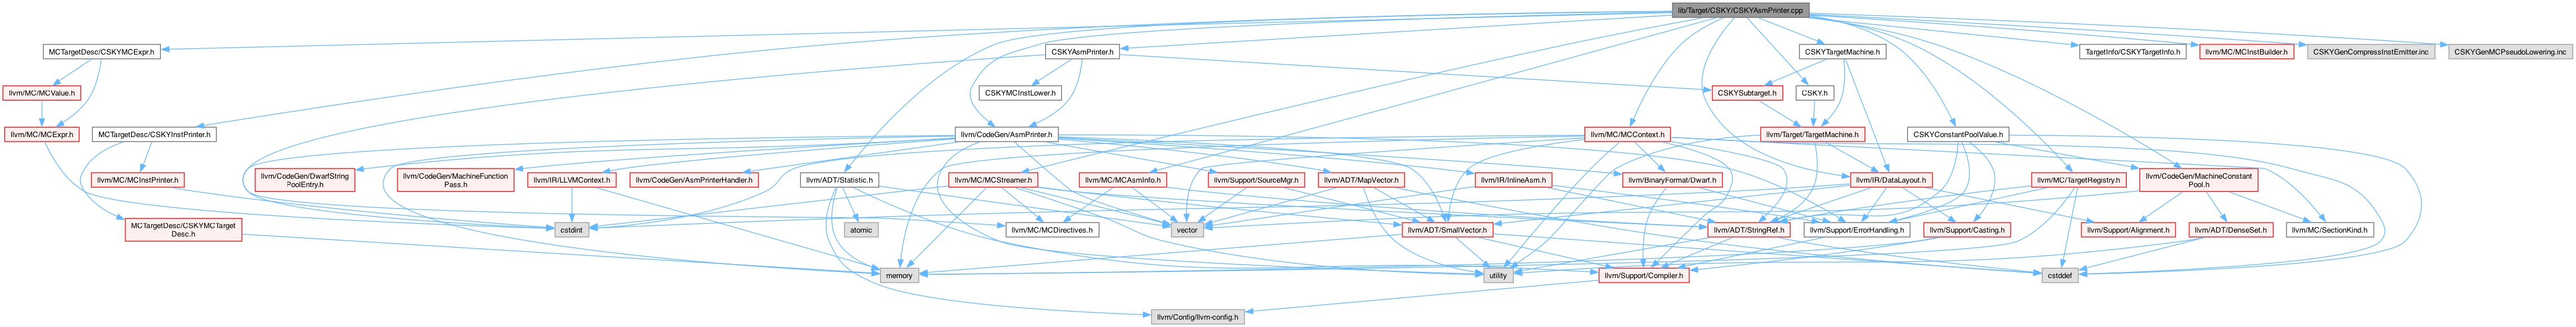 lib/Target/CSKY/CSKYAsmPrinter.cpp
MCTargetDesc/CSKYMCExpr.h
CSKYAsmPrinter.h
CSKYTargetMachine.h
TargetInfo/CSKYTargetInfo.h
llvm/MC/MCInstBuilder.h
CSKYGenCompressInstEmitter.inc
CSKYGenMCPseudoLowering.inc
llvm/MC/MCValue.h
CSKYMCInstLower.h
CSKYSubtarget.h
CSKY.h
llvm/MC/MCExpr.h
MCTargetDesc/CSKYInstPrinter.h
llvm/CodeGen/AsmPrinter.h
llvm/MC/MCContext.h
llvm/Target/TargetMachine.h
CSKYConstantPoolValue.h
llvm/MC/MCInstPrinter.h
llvm/CodeGen/DwarfString
PoolEntry.h
llvm/CodeGen/MachineFunction
Pass.h
llvm/IR/LLVMContext.h
llvm/CodeGen/AsmPrinterHandler.h
llvm/ADT/Statistic.h
llvm/MC/MCStreamer.h
llvm/MC/MCAsmInfo.h
llvm/Support/SourceMgr.h
llvm/ADT/MapVector.h
llvm/IR/InlineAsm.h
llvm/BinaryFormat/Dwarf.h
llvm/IR/DataLayout.h
llvm/MC/TargetRegistry.h
llvm/CodeGen/MachineConstant
Pool.h
MCTargetDesc/CSKYMCTarget
Desc.h
cstdint
atomic
llvm/MC/MCDirectives.h
vector
llvm/ADT/SmallVector.h
llvm/ADT/StringRef.h
llvm/Support/ErrorHandling.h
llvm/Support/Casting.h
llvm/Support/Alignment.h
llvm/ADT/DenseSet.h
llvm/MC/SectionKind.h
memory
utility
llvm/Support/Compiler.h
cstddef
llvm/Config/llvm-config.h